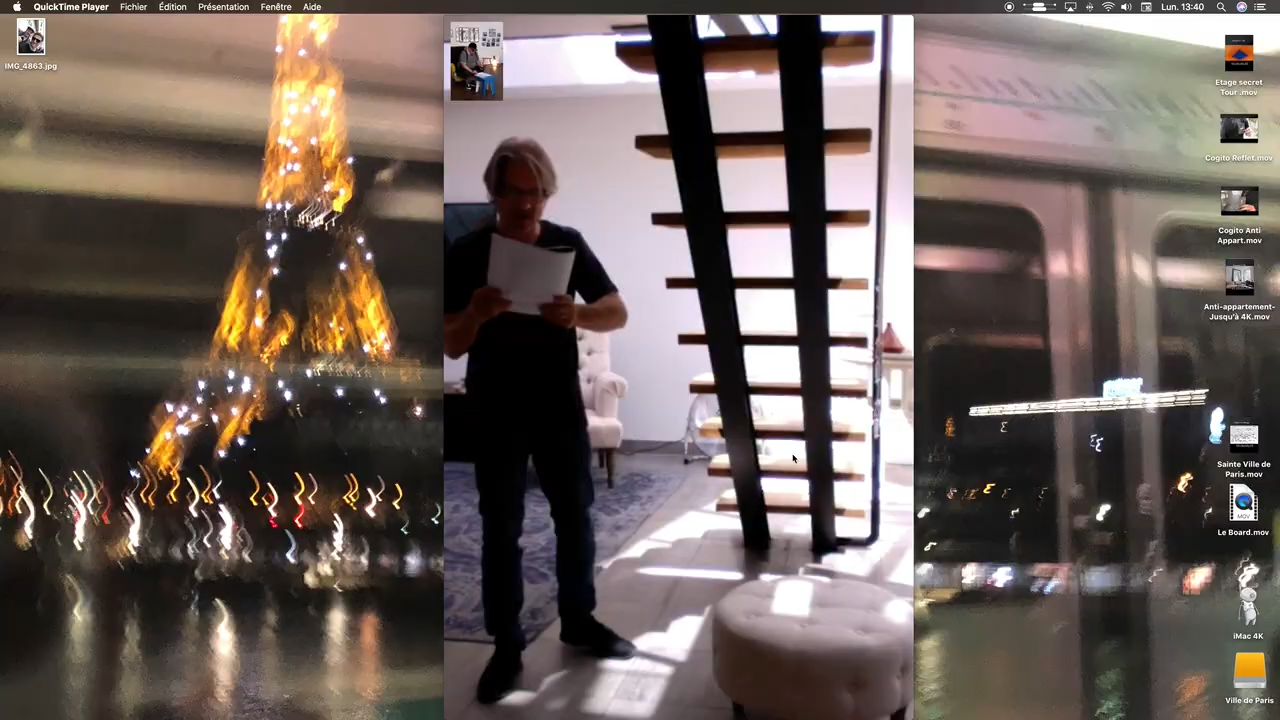 QuickTime Player Fichier Édition Présentation Fenêtre Aide Lun. 13:40
IMG_4863.jpg
Etage secret
Tour .mov
Cogito Reflet.mov
Cogito Anti
Appart.mov
Anti-appartement-
Jusqu'à 4K.mov
Sainte Ville de
Paris.mov
MOV
Le Board.mov
iMac 4K
Ville de Paris